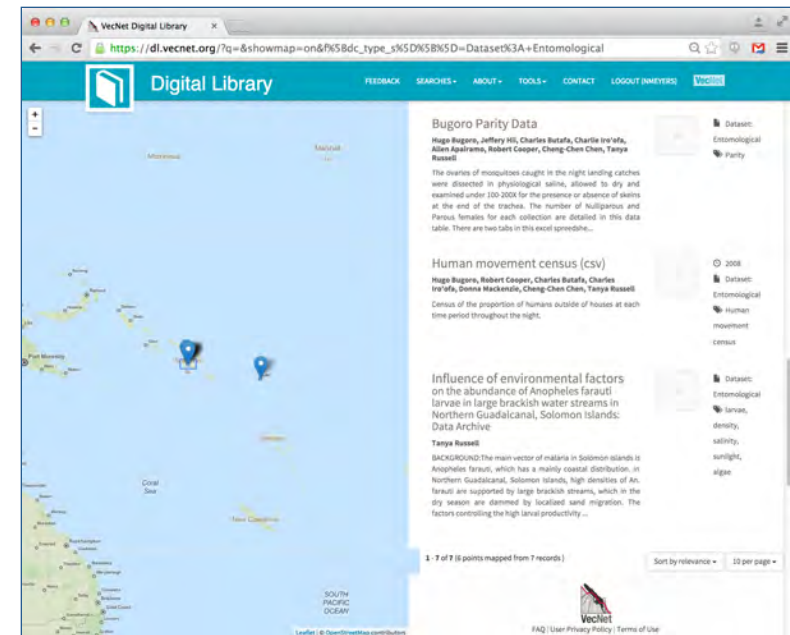 VecNet Digital Library
https://dl.vecnet.org/?q=&showmap=on&f%5Bdc_type_s%5D%5B%5D=Dataset%3A+Entomological
Digital Library
FEEDBACK SEARCHES ABOUT TOOLS CONTACT LOGOUT (NMEYERS) VecNet
+
-
Bugoro Parity Data
Hugo Bugoro, Jeffery Hii, Charles Butafa, Charlie Iro'ofa,
Allen Apairamo, Robert Cooper, Cheng-Chen Chen, Tanya
Russell
The ovaries of mosquitoes caught in the night landing catches
were dissected in physiological saline, allowed to dry and
examined under 100-200X for the presence or absence of skeins
at the end of the trachea. The number of Nulliparous and
Parous females for each collection are detailed in this data
table. There are two tabs in this excel spreedshe...
Dataset:
Entomological
Parity
Human movement census (csv)
Hugo Bugoro, Robert Cooper, Charles Butafa, Charles
Iro'ofa, Donna Mackenzie, Cheng-Chen Chen, Tanya Russell
Census of the proportion of humans outside of houses at each
time period throughout the night.
2008
Dataset:
Entomological
Human
movement
census
Influence of environmental factors
on the abundance of Anopheles farauti
larvae in large brackish water streams in
Northern Guadalcanal, Solomon Islands:
Data Archive
Tanya Russell
BACKGROUND:The main vector of malaria in Solomon Islands is
Anopheles farauti, which has a mainly coastal distribution. In
Northern Guadalcanal, Solomon Islands, high densities of An.
farauti are supported by large brackish streams, which in the
dry season are dammed by localized sand migration. The
factors controlling the high larval productivity ...
Dataset:
Entomological
larvae,
density,
salinity,
sunlight,
algae
Port Moresby
Coral
Sea
New Caledonia
SOUTH
PACIFIC
OCEAN
Leaflet | © OpenStreetMap contributors
1 - 7 of 7 (6 points mapped from 7 records)
Sort by relevance 10 per page
VecNet
FAQ | User Privacy Policy | Terms of Use